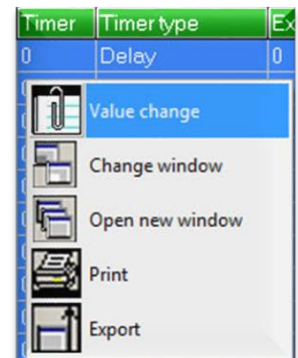 Timer Timer type Ex
0 Delay 0
Value change
Change window
Open new window
Print
Export